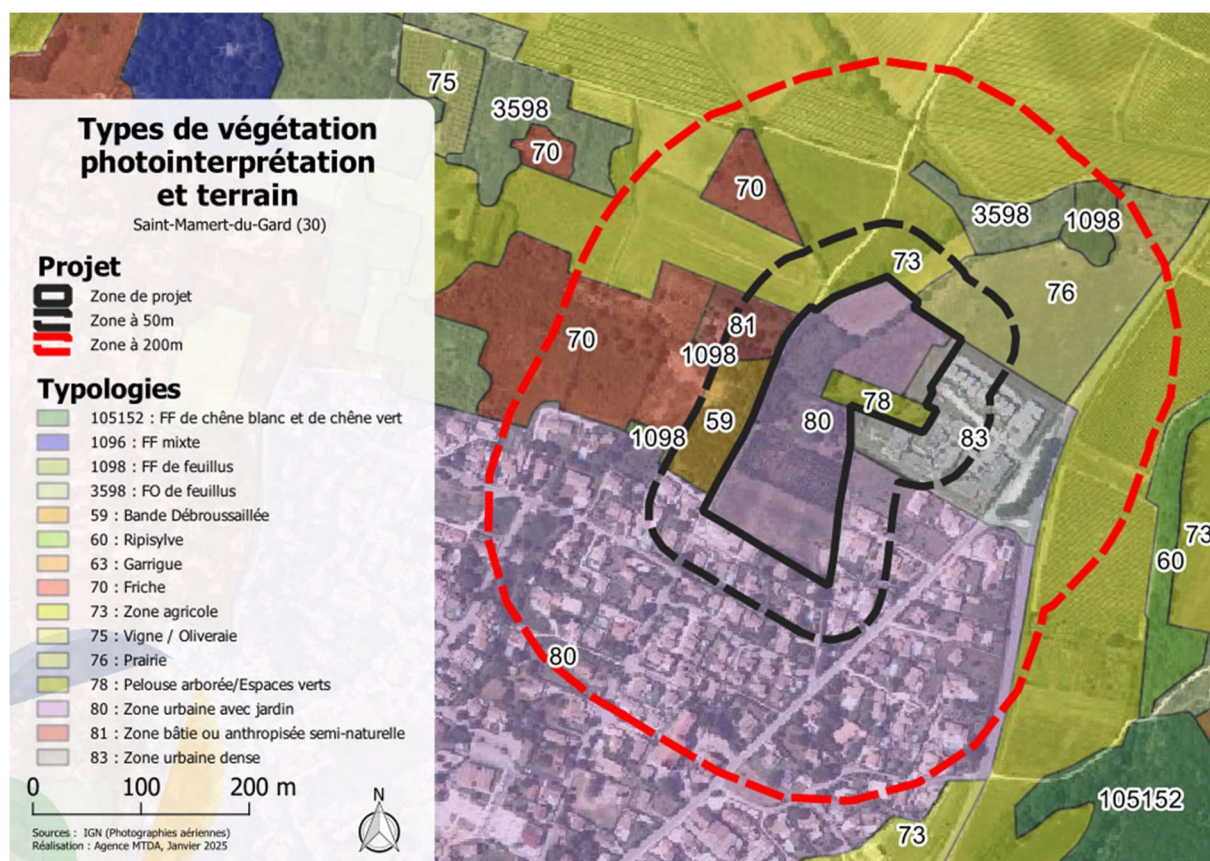 Types de végétation
photointerprétation
et terrain
Saint-Mamert-du-Gard (30)
Projet
Zone de projet
Zone à 50m
Zone à 200m
Typologies
105152 : FF de chêne blanc et de chêne vert
1096 : FF mixte
1098 : FF de feuillus
3598 : FO de feuillus
59 : Bande Débroussaillée
60 : Ripisylve
63 : Garrigue
70 : Friche
73 : Zone agricole
75 : Vigne / Oliveraie
76 : Prairie
78 : Pelouse arborée/Espaces verts
80 : Zone urbaine avec jardin
81 : Zone bâtie ou anthropisée semi-naturelle
83 : Zone urbaine dense
0 100 200 m
N
Sources : IGN (Photographies aériennes)
Réalisation : Agence MTDA, Janvier 2025
75
3598
70
70
3598
1098
73
76
81
70
1098
78
59
80
1098
83
73
60
80
105152
73